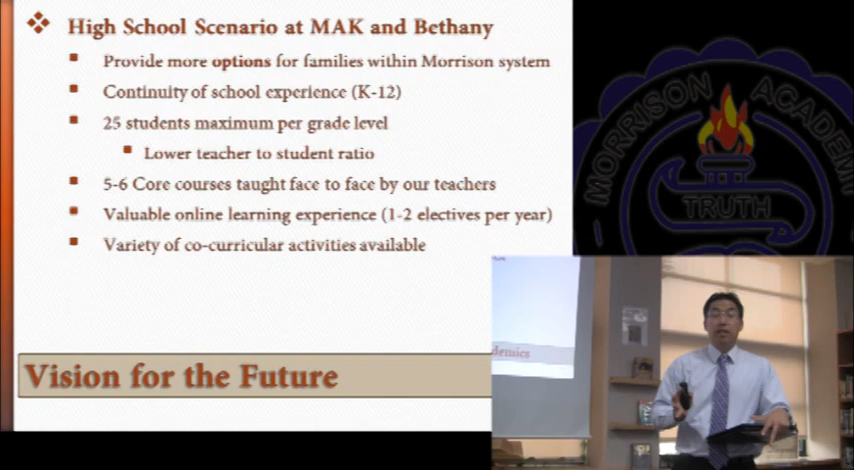 High School Scenario at MAK and Bethany
Provide more options for families within Morrison system
Continuity of school experience (K-12)
25 students maximum per grade level
Lower teacher to student ratio
5-6 Core courses taught face to face by our teachers
Valuable online learning experience (1-2 electives per year)
Variety of co-curricular activities available
Vision for the Future
MORRISON ACADEM
TRUTH
demics